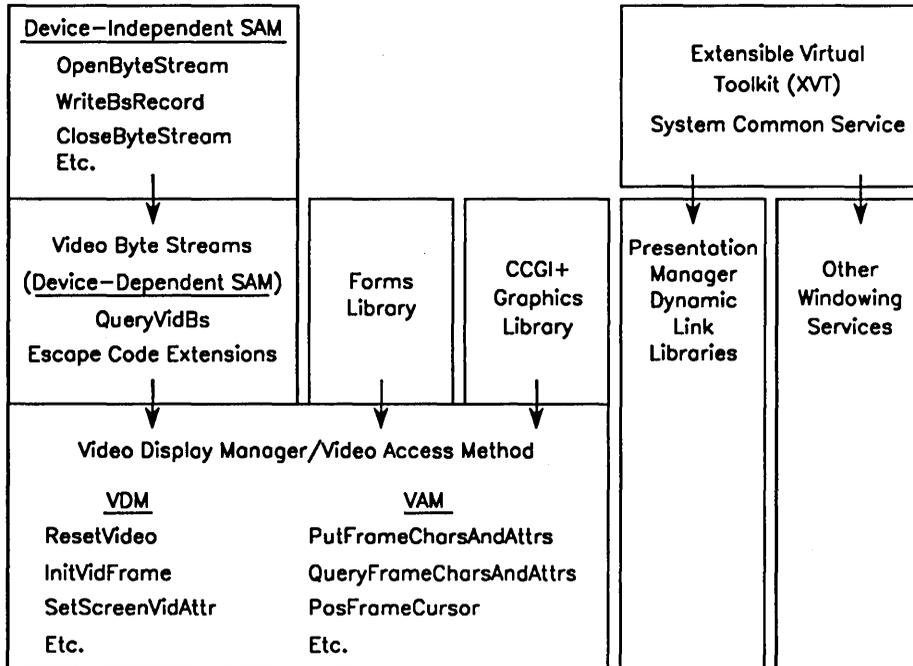 Device-Independent SAM
OpenByteStream
WriteBsRecord
CloseByteStream
Etc.
Extensible Virtual
Toolkit (XVT)
System Common Service
Video Byte Streams
(Device-Dependent SAM)
QueryVidBs
Escape Code Extensions
Forms
Library
CCGI+
Graphics
Library
Presentation
Manager
Dynamic
Link
Libraries
Other
Windowing
Services
Video Display Manager/Video Access Method
VDM
ResetVideo
InitVidFrame
SetScreenVidAttr
Etc.
VAM
PutFrameCharsAndAttrs
QueryFrameCharsAndAttrs
PosFrameCursor
Etc.